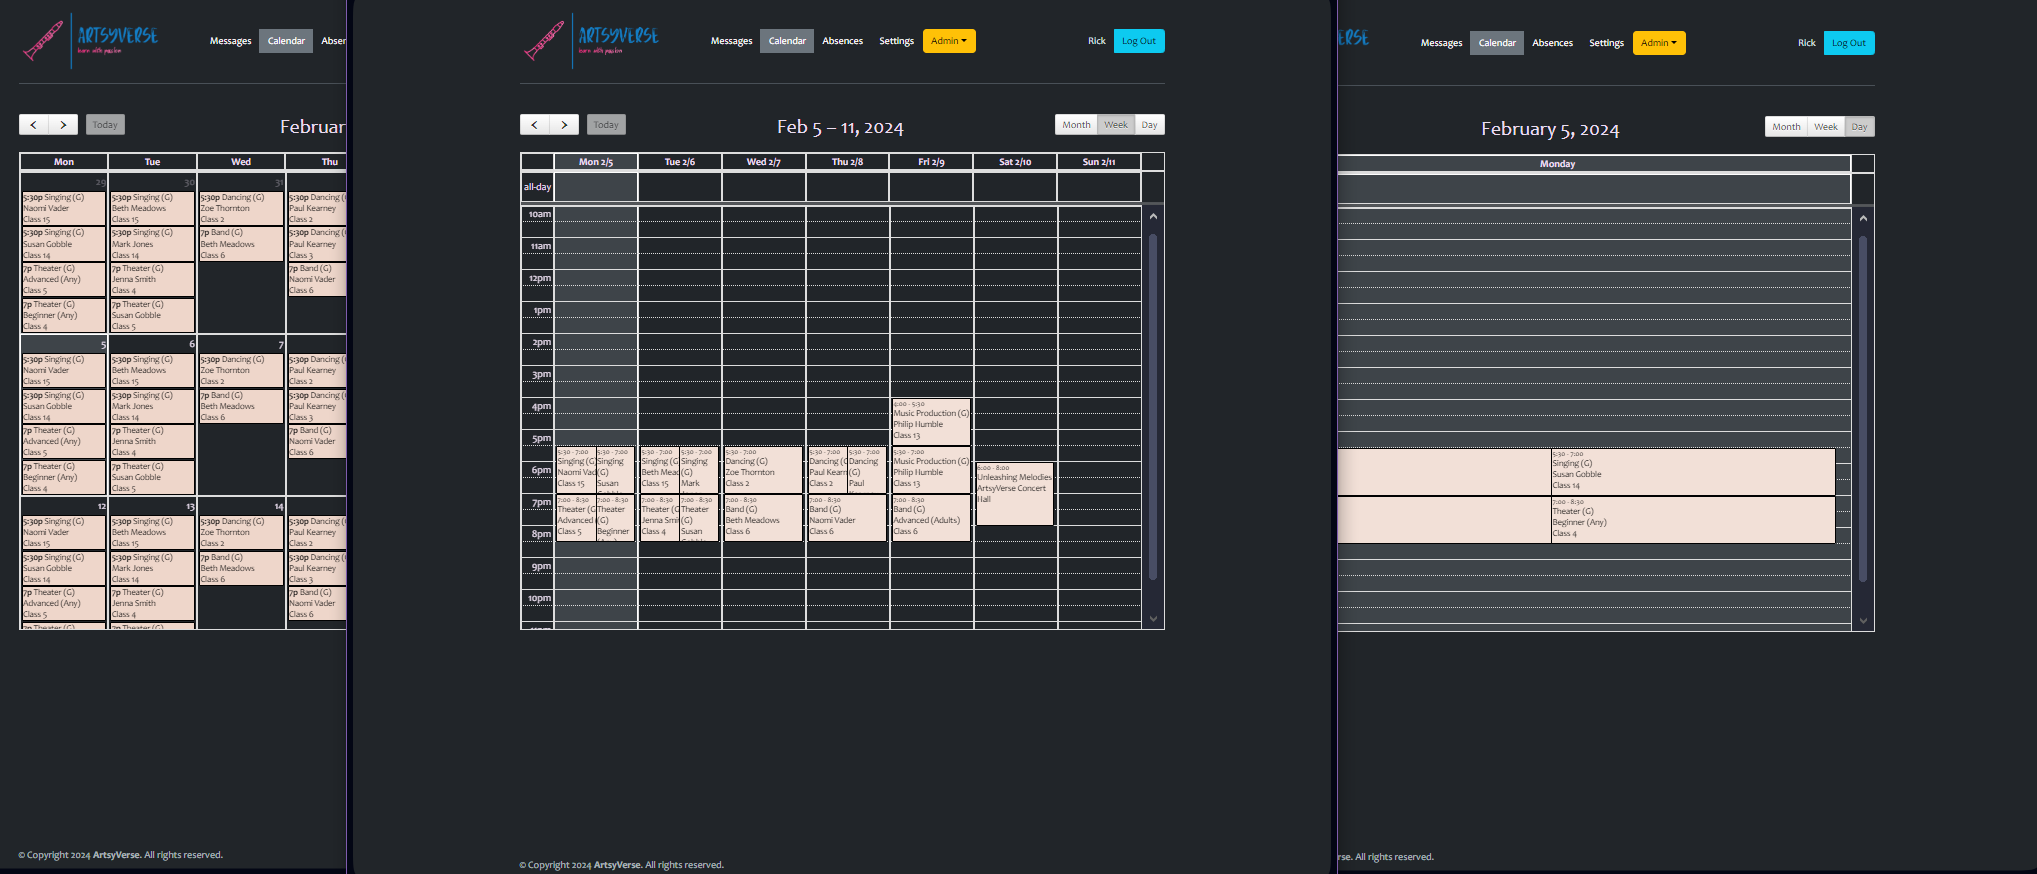 ARTSYVERSE
learn with passion
Messages
Calendar
Absen
Today
Februar
Mon
Tue
Wed
Thu
29
30
31
5:30p Singing (G)
Naomi Vader
Class 15
5:30p Singing (G)
Susan Gobble
Class 14
7p Theater (G)
Advanced (Any)
Class 5
7p Theater (G)
Beginner (Any)
Class 4
5:30p Singing (G)
Beth Meadows
Class 15
5:30p Singing (G)
Mark Jones
Class 14
7p Theater (G)
Jenna Smith
Class 4
7p Theater (G)
Susan Gobble
Class 5
5:30p Dancing (G)
Zoe Thornton
Class 2
7p Band (G)
Beth Meadows
Class 6
5:30p Dancing (
Paul Kearney
Class 2
5:30p Dancing (
Paul Kearney
Class 3
7p Band (G)
Naomi Vader
Class 6
5
6
7
5:30p Singing (G)
Naomi Vader
Class 15
5:30p Singing (G)
Susan Gobble
Class 14
7p Theater (G)
Advanced (Any)
Class 5
7p Theater (G)
Beginner (Any)
Class 4
5:30p Singing (G)
Beth Meadows
Class 15
5:30p Singing (G)
Mark Jones
Class 14
7p Theater (G)
Jenna Smith
Class 4
7p Theater (G)
Susan Gobble
Class 5
5:30p Dancing (G)
Zoe Thornton
Class 2
7p Band (G)
Beth Meadows
Class 6
5:30p Dancing (
Paul Kearney
Class 2
5:30p Dancing (
Paul Kearney
Class 3
7p Band (G)
Naomi Vader
Class 6
12
13
14
5:30p Singing (G)
Naomi Vader
Class 15
5:30p Singing (G)
Susan Gobble
Class 14
7p Theater (G)
Advanced (Any)
Class 5
7p Theater (G)
5:30p Singing (G)
Beth Meadows
Class 15
5:30p Singing (G)
Mark Jones
Class 14
7p Theater (G)
Jenna Smith
Class 4
7p Theater (G)
5:30p Dancing (G)
Zoe Thornton
Class 2
7p Band (G)
Beth Meadows
Class 6
5:30p Dancing (
Paul Kearney
Class 2
5:30p Dancing (
Paul Kearney
Class 3
7p Band (G)
Naomi Vader
Class 6
© Copyright 2024 ArtsyVerse. All rights reserved.
ARTSYVERSE
learn with passion
Messages
Calendar
Absences
Settings
Admin
Rick
Log Out
Today
Feb 5 – 11, 2024
Month
Week
Day
Mon 2/5
Tue 2/6
Wed 2/7
Thu 2/8
Fri 2/9
Sat 2/10
Sun 2/11
all-day
10am
11am
12pm
1pm
2pm
3pm
4pm
5pm
6pm
7pm
8pm
9pm
10pm
5:30 - 7:00
Singing (G
Naomi Vad
Class 15
5:30 - 7:00
Singing
(G)
Susan
7:00 - 8:30
Theater (G
Advanced
Class 5
7:00 - 8:30
Theater
(G)
Beginner
5:30 - 7:00
Singing (G
Beth Mead
Class 15
5:30 - 7:00
Singing
(G)
Mark
7:00 - 8:30
Theater (G
Jenna Smi
Class 4
7:00 - 8:30
Theater
(G)
Susan
5:30 - 7:00
Dancing (G)
Zoe Thornton
Class 2
7:00 - 8:30
Band (G)
Beth Meadows
Class 6
5:30 - 7:00
Dancing (
Paul Kearn
Class 2
5:30 - 7:00
Dancing
(G)
Paul
7:00 - 8:30
Band (G)
Naomi Vader
Class 6
4:00 - 5:30
Music Production (G)
Philip Humble
Class 13
5:30 - 7:00
Music Production (G)
Philip Humble
Class 13
7:00 - 8:30
Band (G)
Advanced (Adults)
Class 6
6:00 - 8:00
Unleashing Melodies
ArtsyVerse Concert
Hall
© Copyright 2024 ArtsyVerse. All rights reserved.
ERSE
Messages
Calendar
Absences
Settings
Admin
Rick
Log Out
February 5, 2024
Month
Week
Day
Monday
5:30 - 7:00
Singing (G)
Susan Gobble
Class 14
7:00 - 8:30
Theater (G)
Beginner (Any)
Class 4
rse. All rights reserved.